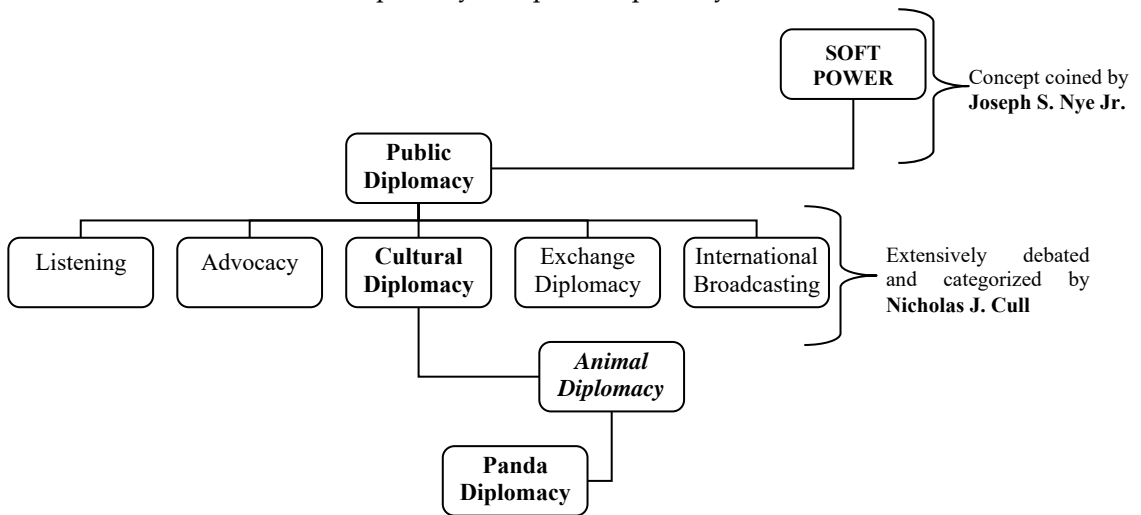 SOFT
POWER
Concept coined by
Joseph S. Nye Jr.
Public
Diplomacy
Listening
Advocacy
Cultural
Diplomacy
Exchange
Diplomacy
International
Broadcasting
Extensively debated
and categorized by
Nicholas J. Cull
Animal
Diplomacy
Panda
Diplomacy